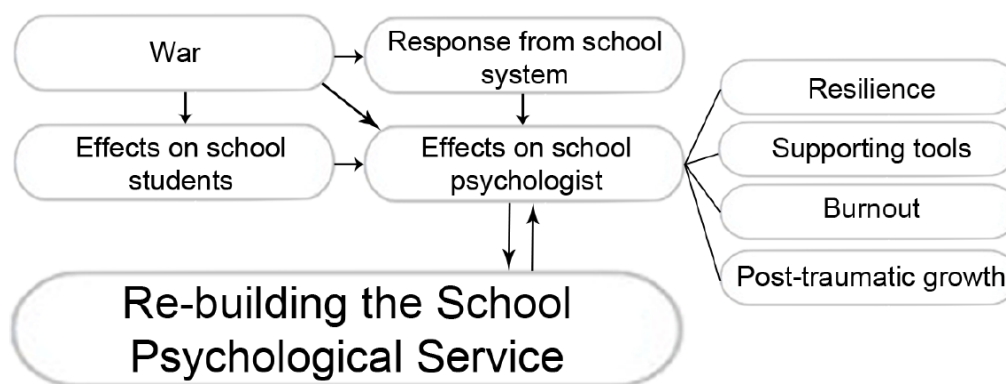 War
Response from school
system
Effects on school
students
Effects on school
psychologist
Resilience
Supporting tools
Burnout
Post-traumatic growth
Re-building the School
Psychological Service